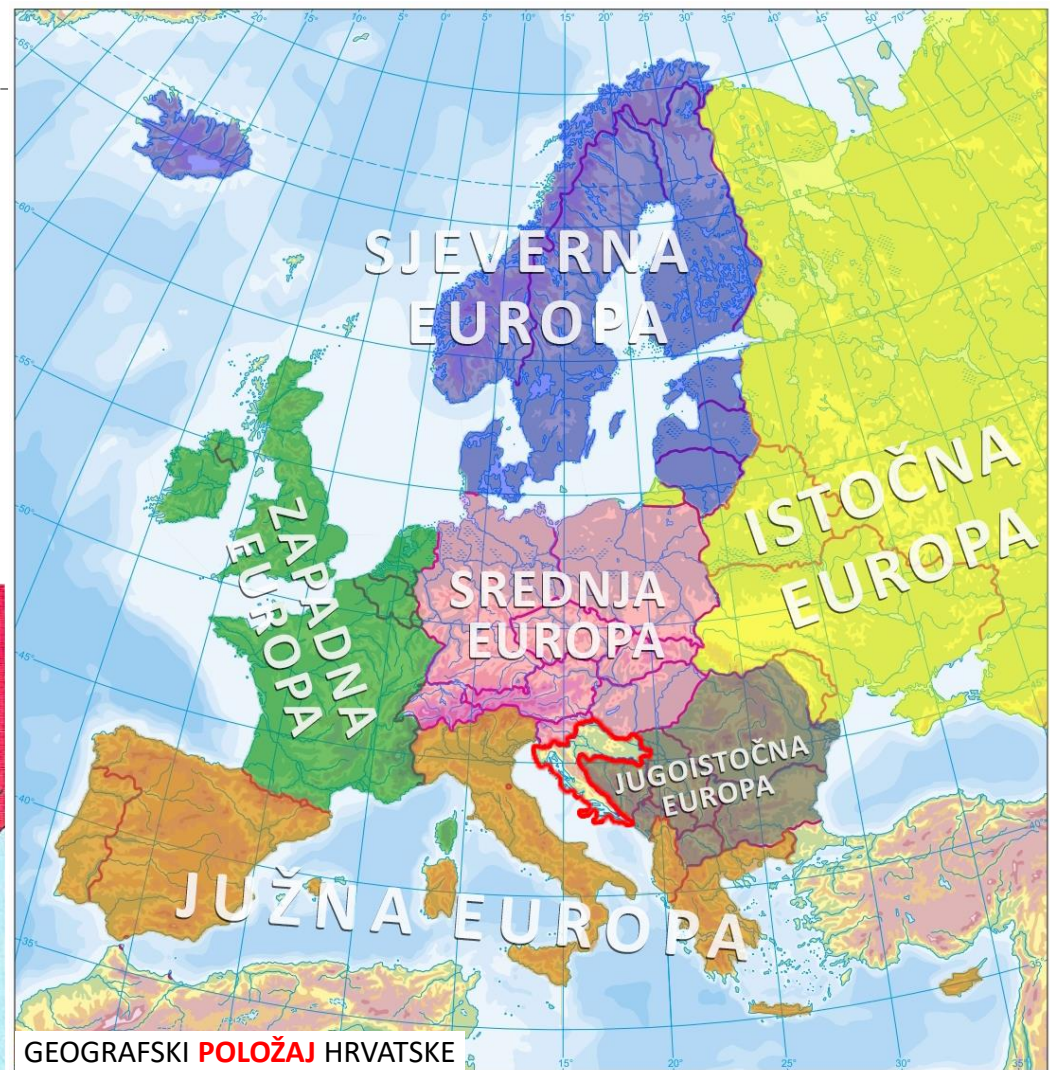 SJEVERNA
EUROPA
ZAPADNA
EUROPA
SREDNJA
EUROPA
ISTOČNA
EUROPA
JUGOISTOČNA
EUROPA
JUŽNA EUROPA
GEOGRAFSKI POLOŽAJ HRVATSKE